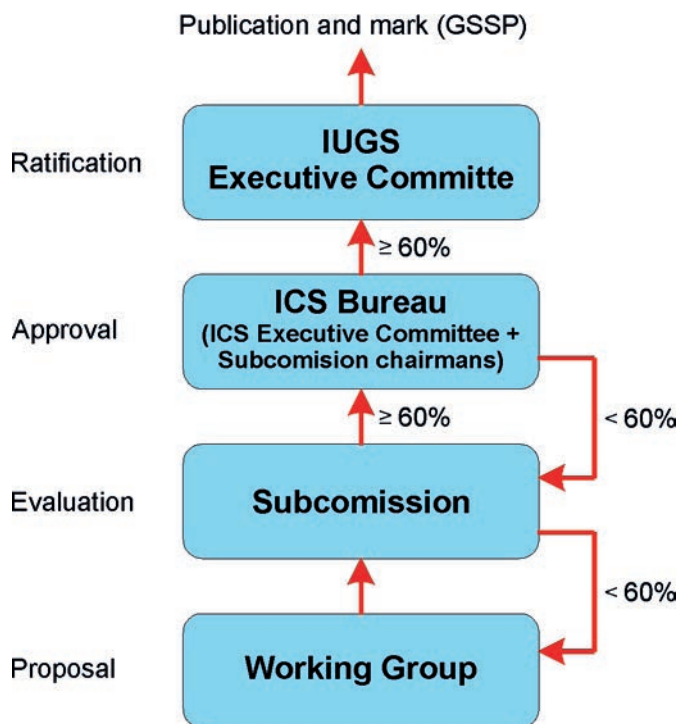 Publication and mark (GSSP)
Ratification
IUGS
Executive Committe
≥ 60%
Approval
ICS Bureau
(ICS Executive Committee +
Subcomision chairmans)
≥ 60%
< 60%
Evaluation
Subcomission
< 60%
Proposal
Working Group